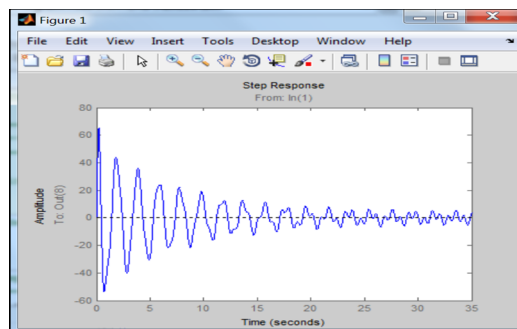 Figure 1
File Edit View Insert Tools Desktop Window Help
Step Response
From: In(1)
Amplitude
To: Out(8)
80
60
40
20
0
-20
-40
-60
0 5 10 15 20 25 30 35
Time (seconds)